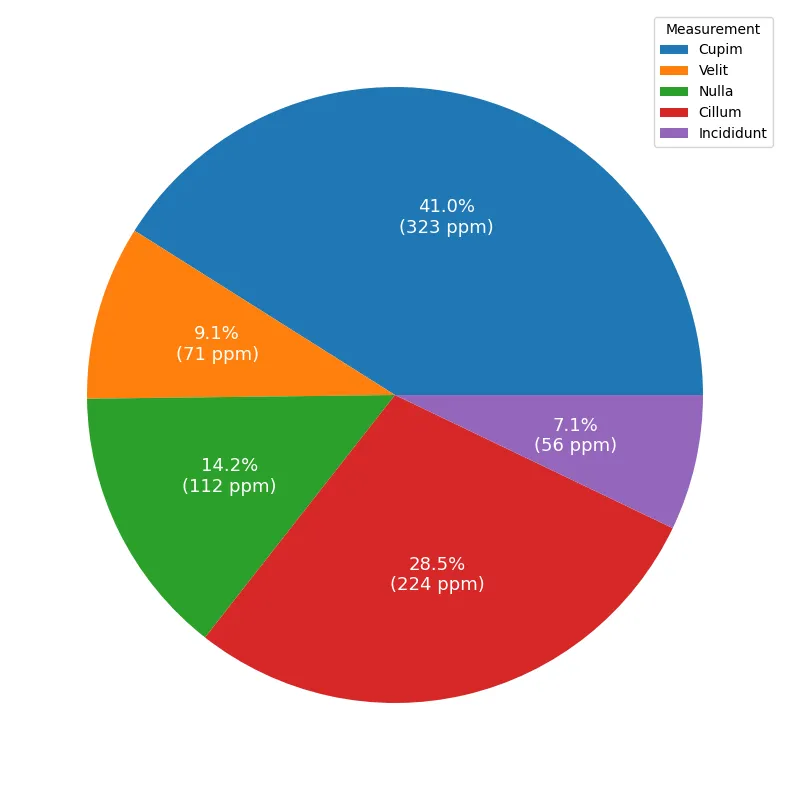 Measurement
Cupim
Velit
Nulla
Cillum
Incididunt
41.0%
(323 ppm)
9.1%
(71 ppm)
14.2%
(112 ppm)
28.5%
(224 ppm)
7.1%
(56 ppm)